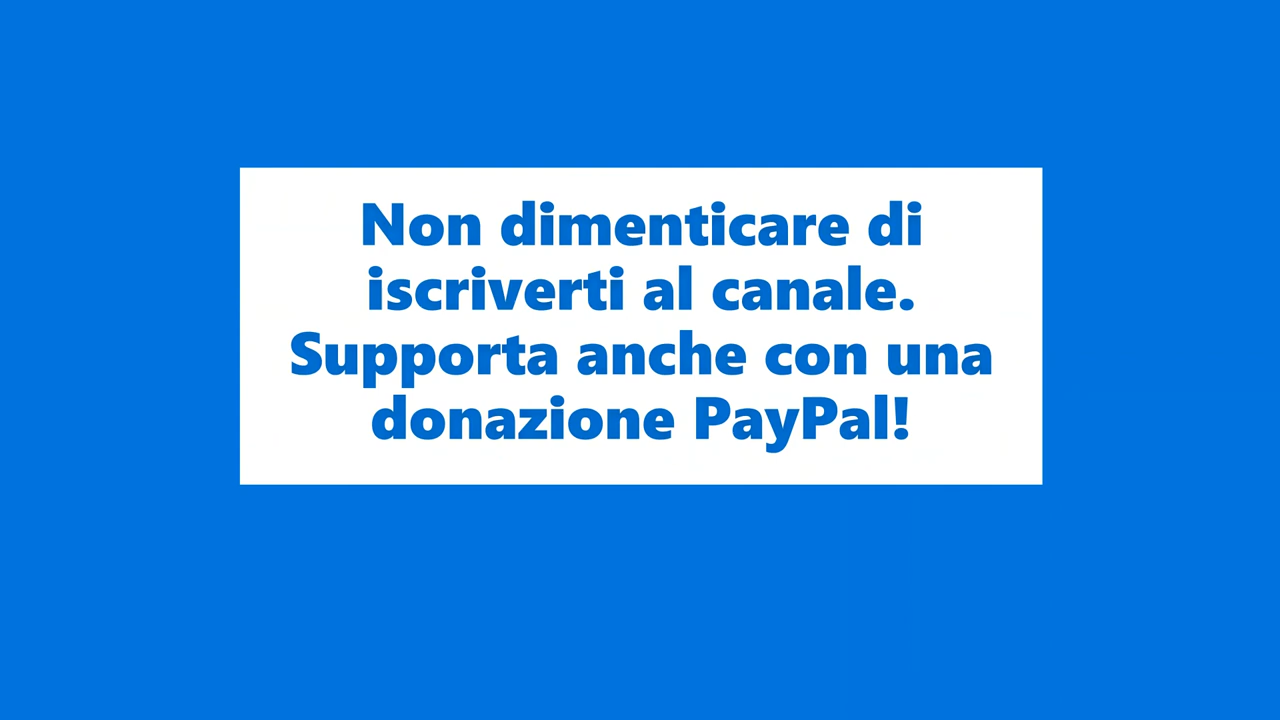 Non dimenticare di
iscriverti al canale.
Supporta anche con una
donazione PayPal!